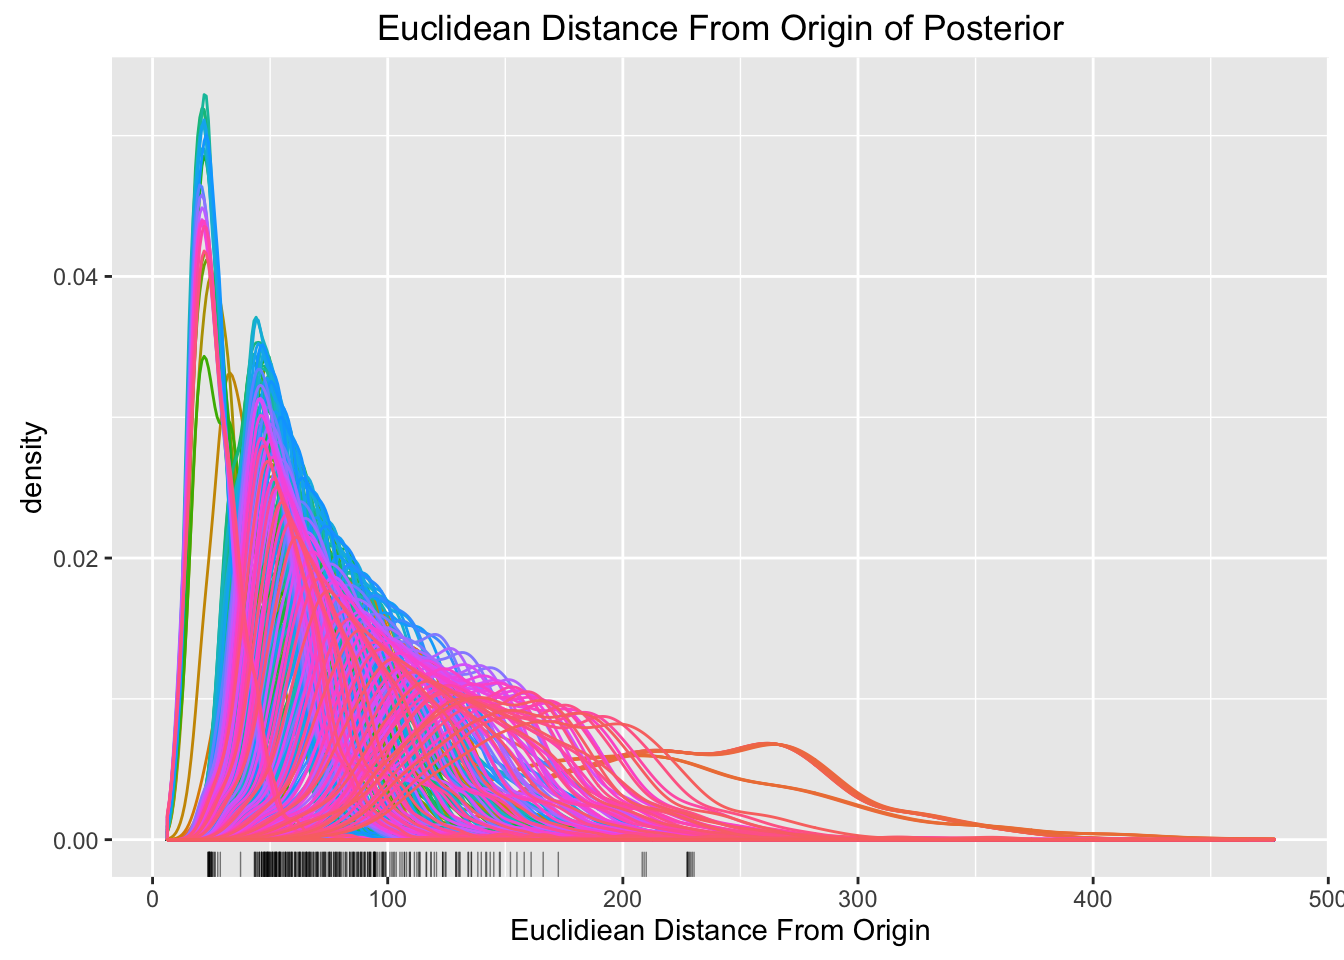 Euclidean Distance From Origin of Posterior
density
0.04
0.02
0.00
0 100 200 300 400 500
Euclidiean Distance From Origin